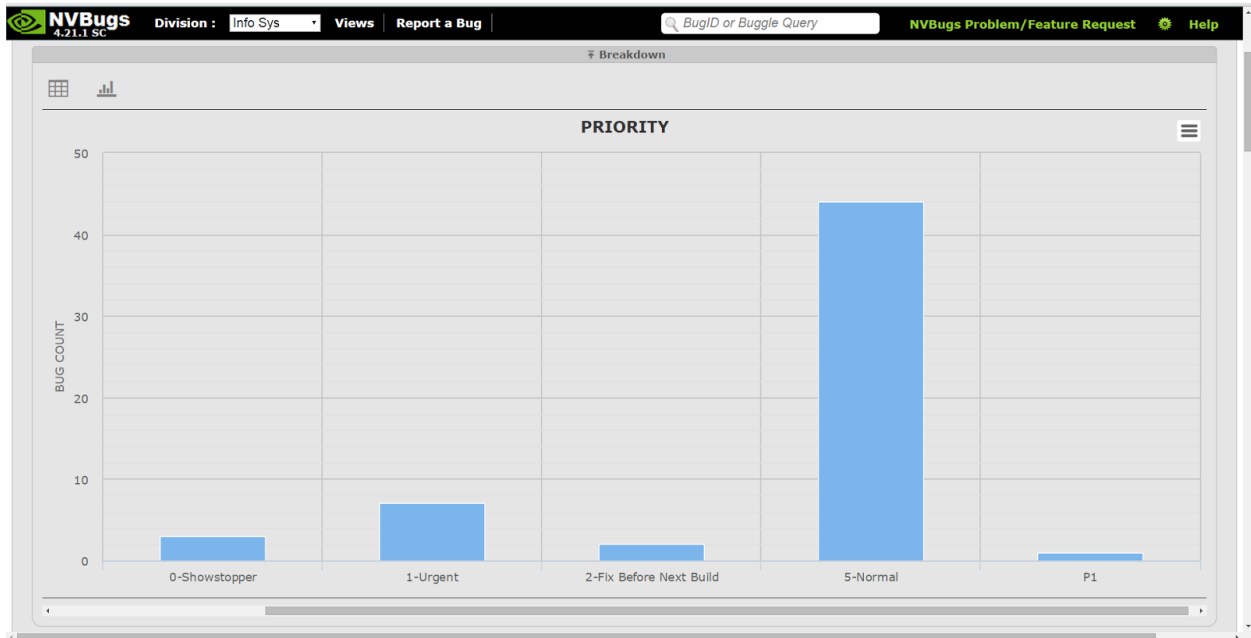 NVBugs
4.21.1 SC
Division : Info Sys Views Report a Bug BugID or Buggle Query NVBugs Problem/Feature Request Help
Breakdown
PRIORITY
50
40
30
20
10
0
BUG COUNT
0-Showstopper 1-Urgent 2-Fix Before Next Build 5-Normal P1